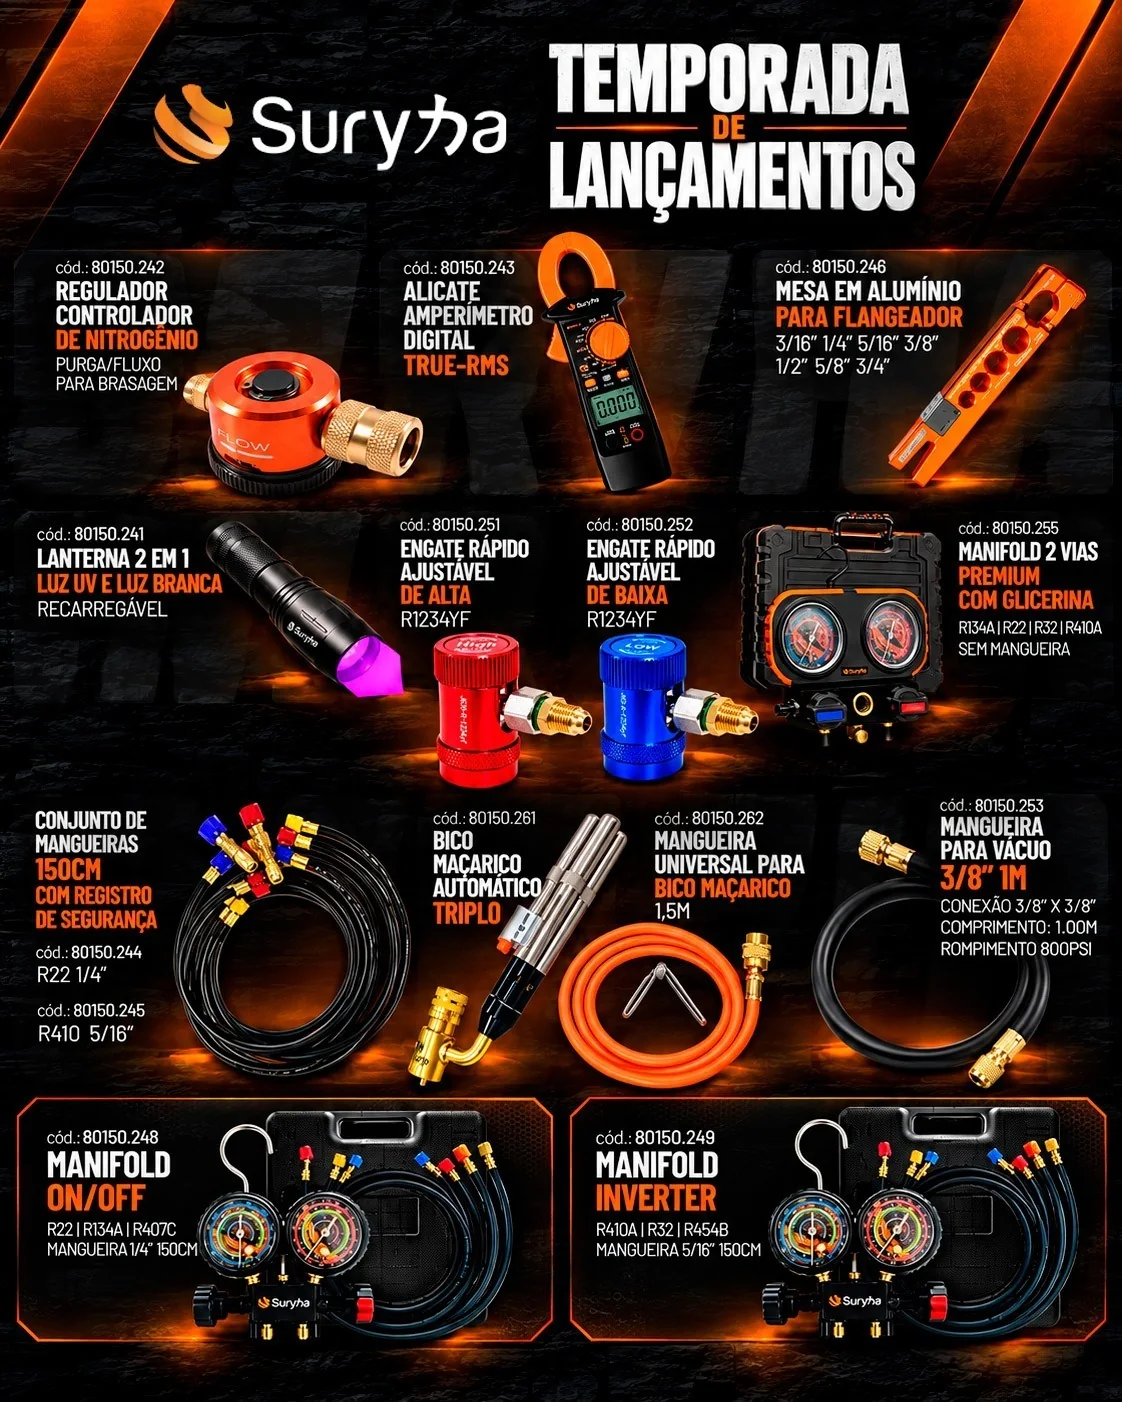 Suryha
TEMPORADA
DE
LANÇAMENTOS
cód.: 80150.242
REGULADOR
CONTROLADOR
DE NITROGÊNIO
PURGA/FLUXO
PARA BRASAGEM
FLOW
cód.: 80150.243
ALICATE
AMPERÍMETRO
DIGITAL
TRUE-RMS
Suryha
0.000
cód.: 80150.246
MESA EM ALUMÍNIO
PARA FLANGEADOR
3/16” 1/4” 5/16” 3/8”
1/2” 5/8” 3/4”
cód.: 80150.241
LANTERNA 2 EM 1
LUZ UV E LUZ BRANCA
RECARREGÁVEL
Suryha
cód.: 80150.251
ENGATE RÁPIDO
AJUSTÁVEL
DE ALTA
R1234YF
High
cód.: 80150.252
ENGATE RÁPIDO
AJUSTÁVEL
DE BAIXA
R1234YF
LOW
cód.: 80150.255
MANIFOLD 2 VIAS
PREMIUM
COM GLICERINA
R134A | R22 | R32 | R410A
SEM MANGUEIRA
Suryha
CONJUNTO DE
MANGUEIRAS
150CM
COM REGISTRO
DE SEGURANÇA
cód.: 80150.244
R22 1/4”
cód.: 80150.245
R410 5/16”
cód.: 80150.261
BICO
MAÇARICO
AUTOMÁTICO
TRIPLO
cód.: 80150.262
MANGUEIRA
UNIVERSAL PARA
BICO MAÇARICO
1,5M
cód.: 80150.253
MANGUEIRA
PARA VÁCUO
3/8” 1M
CONEXÃO 3/8” X 3/8”
COMPRIMENTO: 1.00M
ROMPIMENTO 800PSI
cód.: 80150.248
MANIFOLD
ON/OFF
R22 | R134A | R407C
MANGUEIRA 1/4” 150CM
Suryha
cód.: 80150.249
MANIFOLD
INVERTER
R410A | R32 | R454B
MANGUEIRA 5/16” 150CM
Suryha